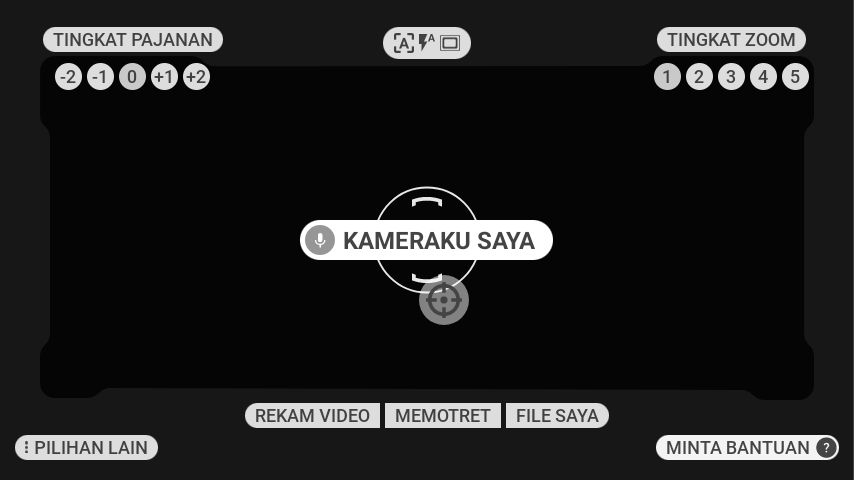 TINGKAT PAJANAN
A A
TINGKAT ZOOM
-2 -1 0 +1 +2
1 2 3 4 5
KAMERAKU SAYA
REKAM VIDEO MEMOTRET FILE SAYA
PILIHAN LAIN
MINTA BANTUAN ?